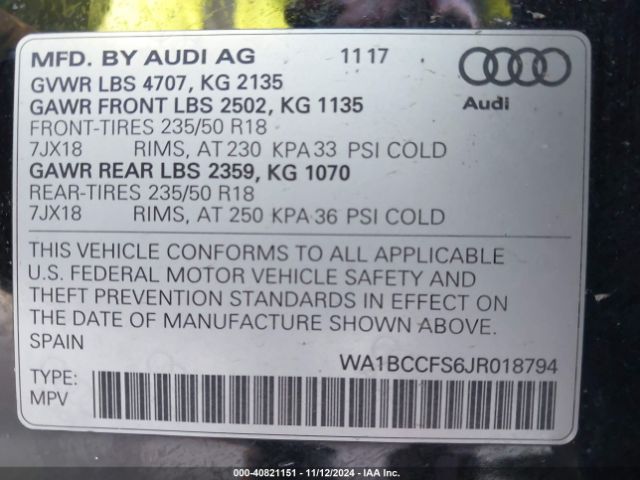 MFD. BY AUDI AG 11 17
GVWR LBS 4707, KG 2135
GAWR FRONT LBS 2502, KG 1135
FRONT-TIRES 235/50 R18
7JX18 RIMS, AT 230 KPA 33 PSI COLD
GAWR REAR LBS 2359, KG 1070
REAR-TIRES 235/50 R18
7JX18 RIMS, AT 250 KPA 36 PSI COLD
Audi
THIS VEHICLE CONFORMS TO ALL APPLICABLE
U.S. FEDERAL MOTOR VEHICLE SAFETY AND
THEFT PREVENTION STANDARDS IN EFFECT ON
THE DATE OF MANUFACTURE SHOWN ABOVE.
SPAIN
WA1BCCFS6JR018794
TYPE:
MPV
000-40821151 - 11/12/2024 - IAA Inc.